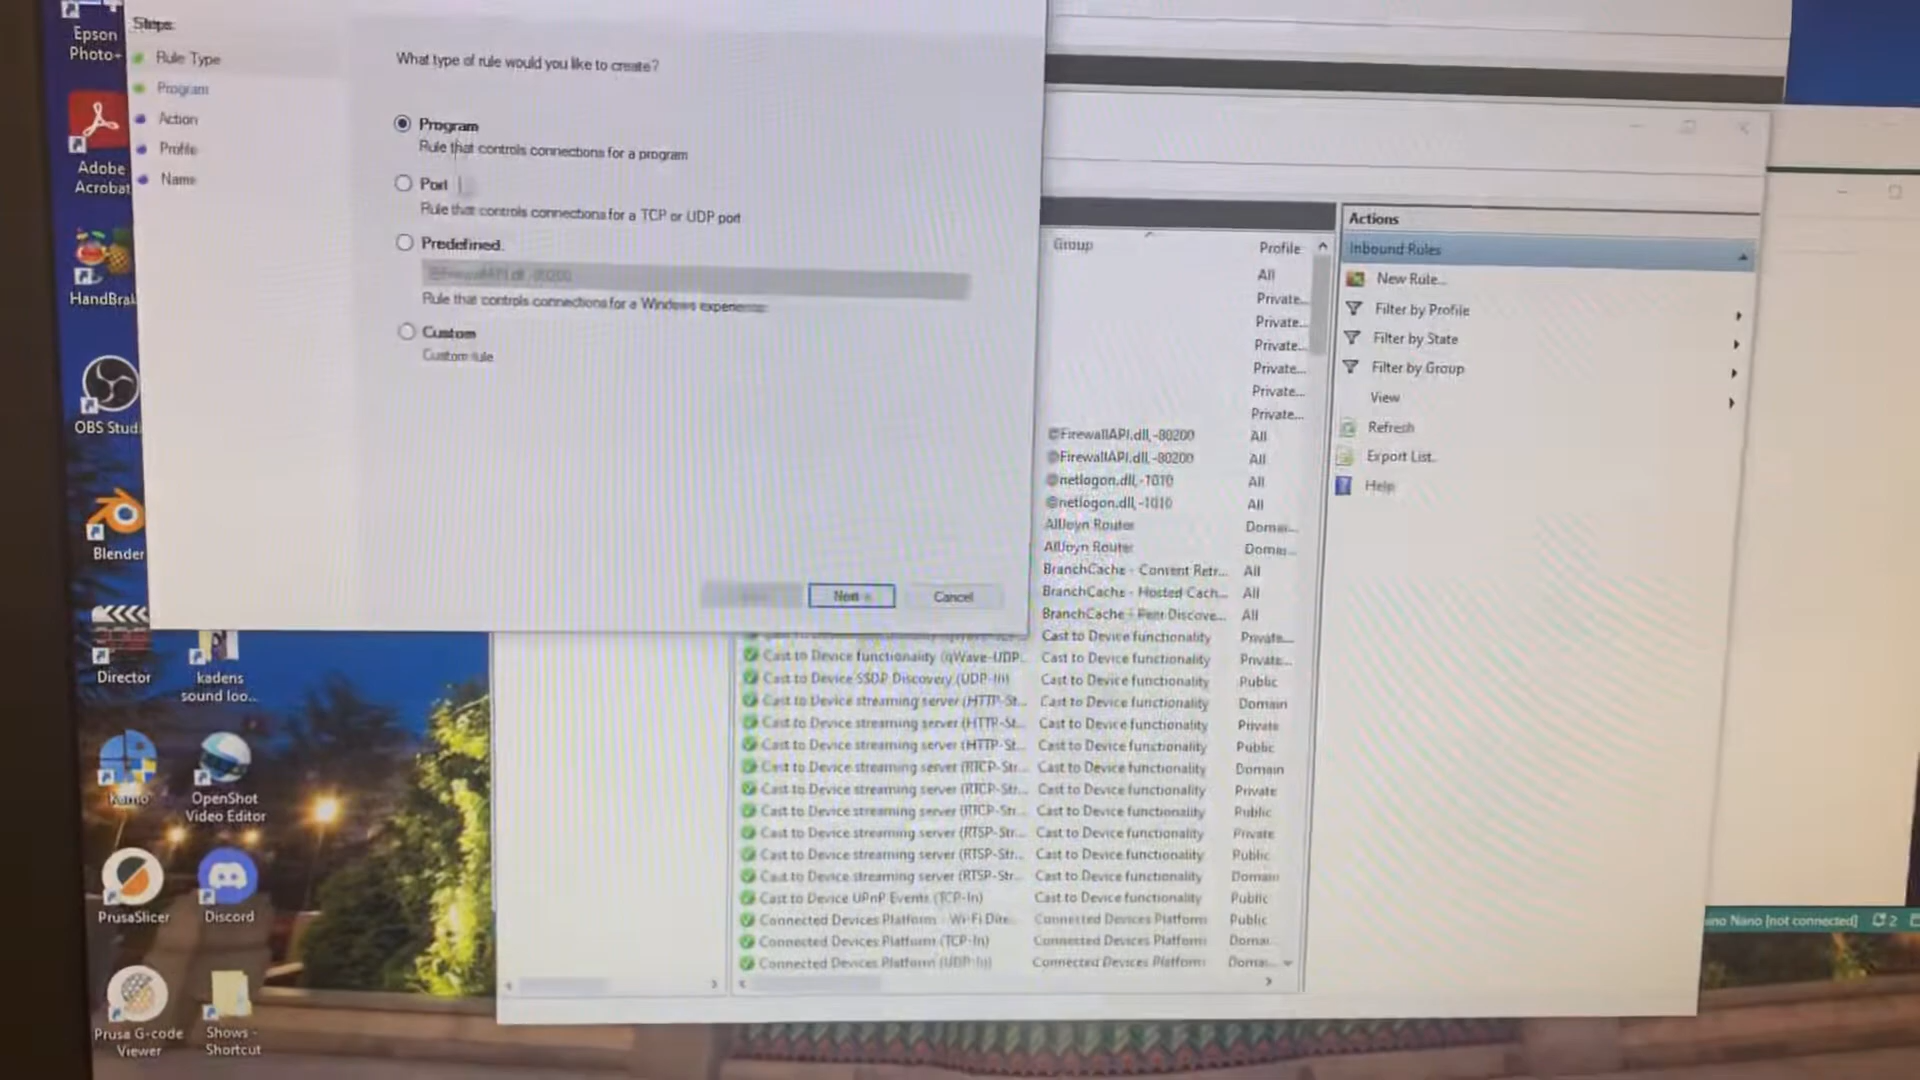 Steps:
Rule Type
Program
Action
Profile
Name
What type of rule would you like to create?
Program
Rule that controls connections for a program
Port
Rule that controls connections for a TCP or UDP port
Predefined:
@FirewallAPI.dll,-80200
Rule that controls connections for a Windows experience
Custom
Custom rule
Next >
Cancel
Epson
Photo+
Adobe
Acrobat
HandBrak
OBS Studi
Blender
Director
kadens
sound loo...
Kamo
OpenShot
Video Editor
PrusaSlicer
Discord
Prusa G-code
Viewer
Shows -
Shortcut
Group Profile
All
Private...
Private...
Private...
Private...
Private...
Private...
@FirewallAPI.dll,-80200 All
@FirewallAPI.dll,-80200 All
@netlogon.dll,-1010 All
@netlogon.dll,-1010 All
AllJoyn Router Domai...
AllJoyn Router Domai...
BranchCache - Content Retr... All
BranchCache - Hosted Cach... All
BranchCache - Peer Discove... All
Cast to Device functionality Private...
Cast to Device functionality (qWave-UDP... Cast to Device functionality Private...
Cast to Device SSDP Discovery (UDP-In) Cast to Device functionality Public
Cast to Device streaming server (HTTP-St... Cast to Device functionality Domain
Cast to Device streaming server (HTTP-St... Cast to Device functionality Private
Cast to Device streaming server (HTTP-St... Cast to Device functionality Public
Cast to Device streaming server (RTCP-Str... Cast to Device functionality Domain
Cast to Device streaming server (RTCP-Str... Cast to Device functionality Private
Cast to Device streaming server (RTCP-Str... Cast to Device functionality Public
Cast to Device streaming server (RTSP-Str... Cast to Device functionality Private
Cast to Device streaming server (RTSP-Str... Cast to Device functionality Public
Cast to Device streaming server (RTSP-Str... Cast to Device functionality Domain
Cast to Device UPnP Events (TCP-In) Cast to Device functionality Public
Connected Devices Platform - Wi-Fi Dire... Connected Devices Platform Public
Connected Devices Platform (TCP-In) Connected Devices Platform Domai...
Connected Devices Platform (UDP-In) Connected Devices Platform Domai...
Actions
Inbound Rules
New Rule...
Filter by Profile
Filter by State
Filter by Group
View
Refresh
Export List...
Help
ino Nano [not connected] 2